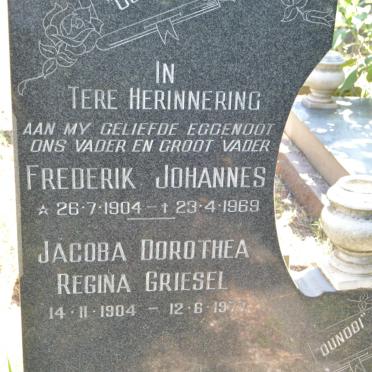 IN
TERE HERINNERING
AAN MY GELIEFDE EGGENOOT
ONS VADER EN GROOT VADER
FREDERIK JOHANNES
☆ 26·7·1904 – † 23·4·1969
JACOBA DOROTHEA
REGINA GRIESEL
14·11·1904 – 12·6·
"OUNOOI"